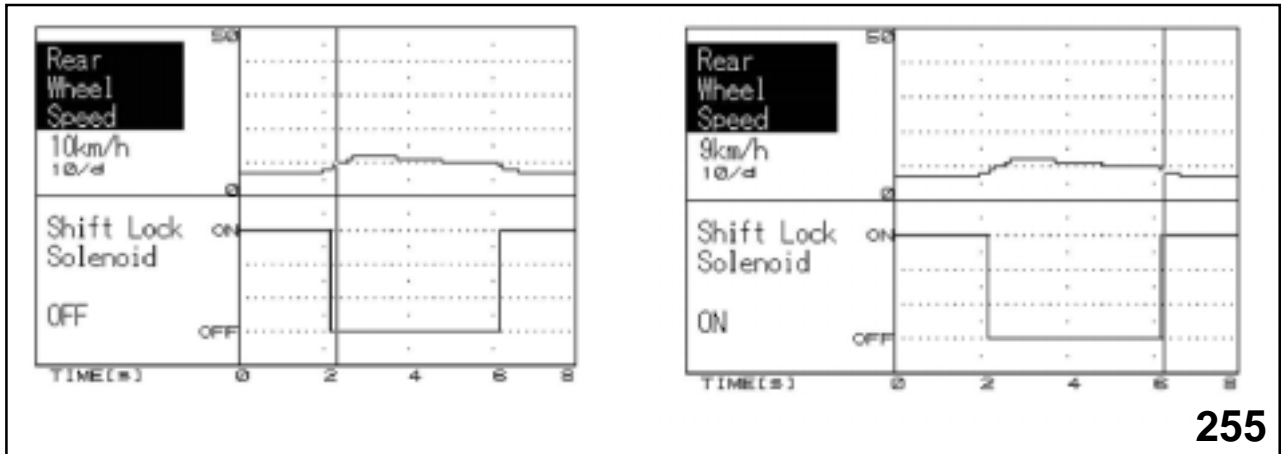 50
Rear
Wheel
Speed
10km/h
10/d
0
Shift Lock
Solenoid
ON
OFF
OFF
TIME[s] 0 2 4 6 8
50
Rear
Wheel
Speed
9km/h
10/d
0
Shift Lock
Solenoid
ON
ON
OFF
TIME[s] 0 2 4 6 8
255